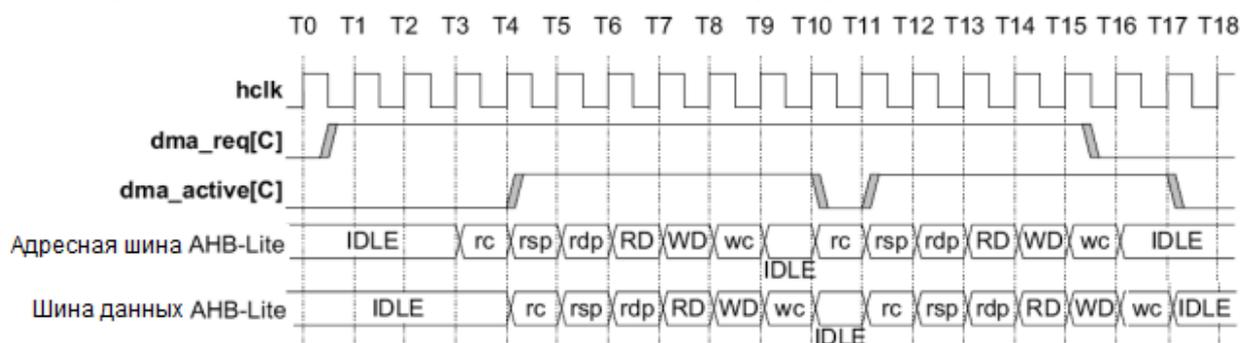 T0 T1 T2 T3 T4 T5 T6 T7 T8 T9 T10 T11 T12 T13 T14 T15 T16 T17 T18
hclk
dma_req[C]
dma_active[C]
Адресная шина AHB-Lite IDLE rc rsp rdp RD WD wc IDLE rc rsp rdp RD WD wc IDLE
Шина данных AHB-Lite IDLE rc rsp rdp RD WD wc IDLE rc rsp rdp RD WD wc IDLE